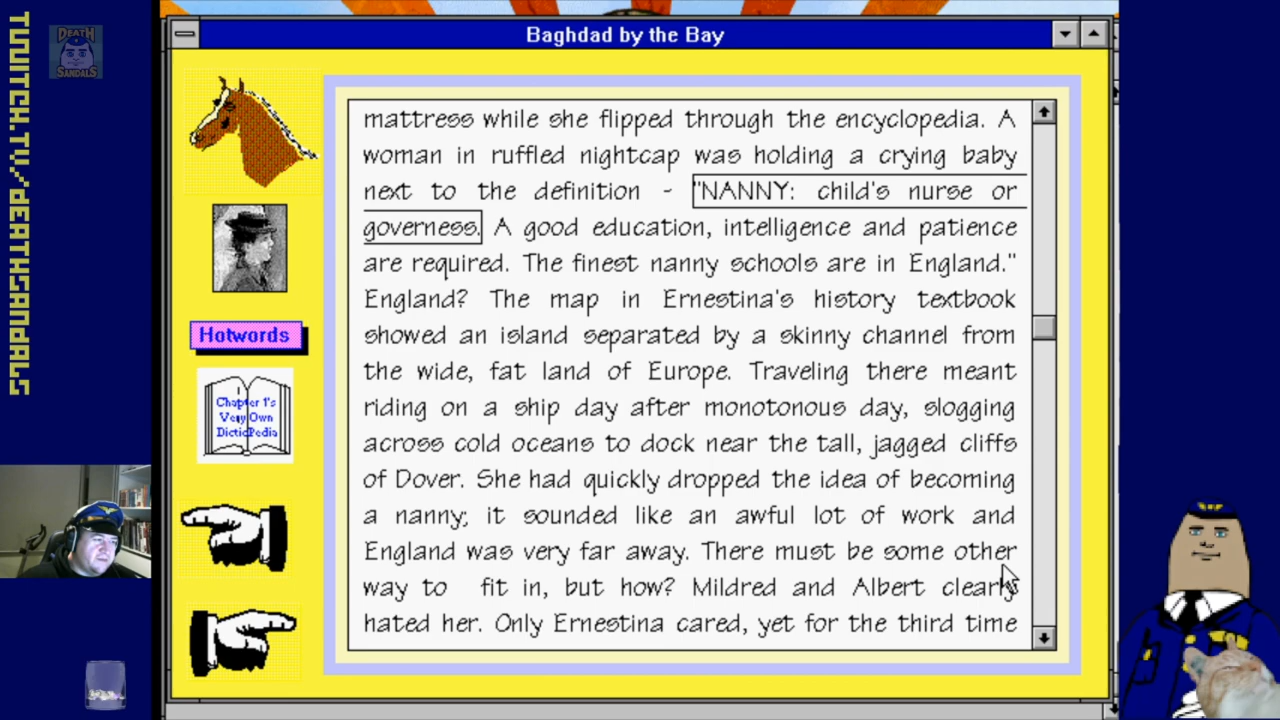 TWITCH.TV/DEATHSANDALS
DEATH
SANDALS
Baghdad by the Bay
Hotwords
Chapter 1's
Very Own
DictioPedia
mattress while she flipped through the encyclopedia. A
woman in ruffled nightcap was holding a crying baby
next to the definition - "NANNY: child's nurse or
governess. A good education, intelligence and patience
are required. The finest nanny schools are in England."
England? The map in Ernestina's history textbook
showed an island separated by a skinny channel from
the wide, fat land of Europe. Traveling there meant
riding on a ship day after monotonous day, slogging
across cold oceans to dock near the tall, jagged cliffs
of Dover. She had quickly dropped the idea of becoming
a nanny; it sounded like an awful lot of work and
England was very far away. There must be some other
way to fit in, but how? Mildred and Albert clearly
hated her. Only Ernestina cared, yet for the third time